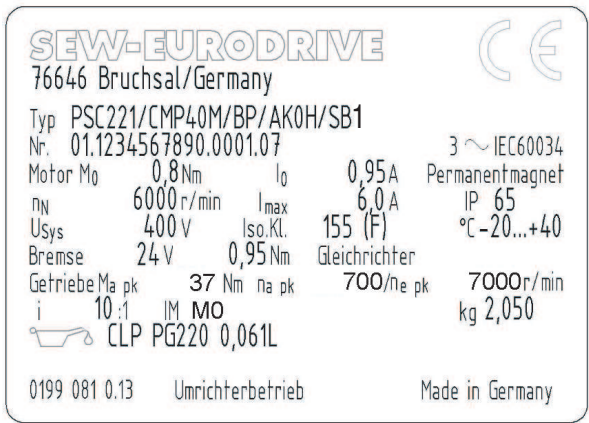 SEW-EURODRIVE CE
76646 Bruchsal/Germany
Typ PSC221/CMP40M/BP/AK0H/SB1
Nr. 01.1234567890.0001.07 3 ~ IEC60034
Motor M0 0,8 Nm I0 0,95 A Permanentmagnet
nN 6000 r/min Imax 6,0 A IP 65
USys 400 V Iso.Kl. 155 (F) °C -20...+40
Bremse 24 V 0,95 Nm Gleichrichter
Getriebe Ma pk 37 Nm na pk 700/ne pk 7000 r/min
i 10 :1 IM M0 kg 2,050
CLP PG220 0,061L
0199 081 0.13 Umrichterbetrieb Made in Germany